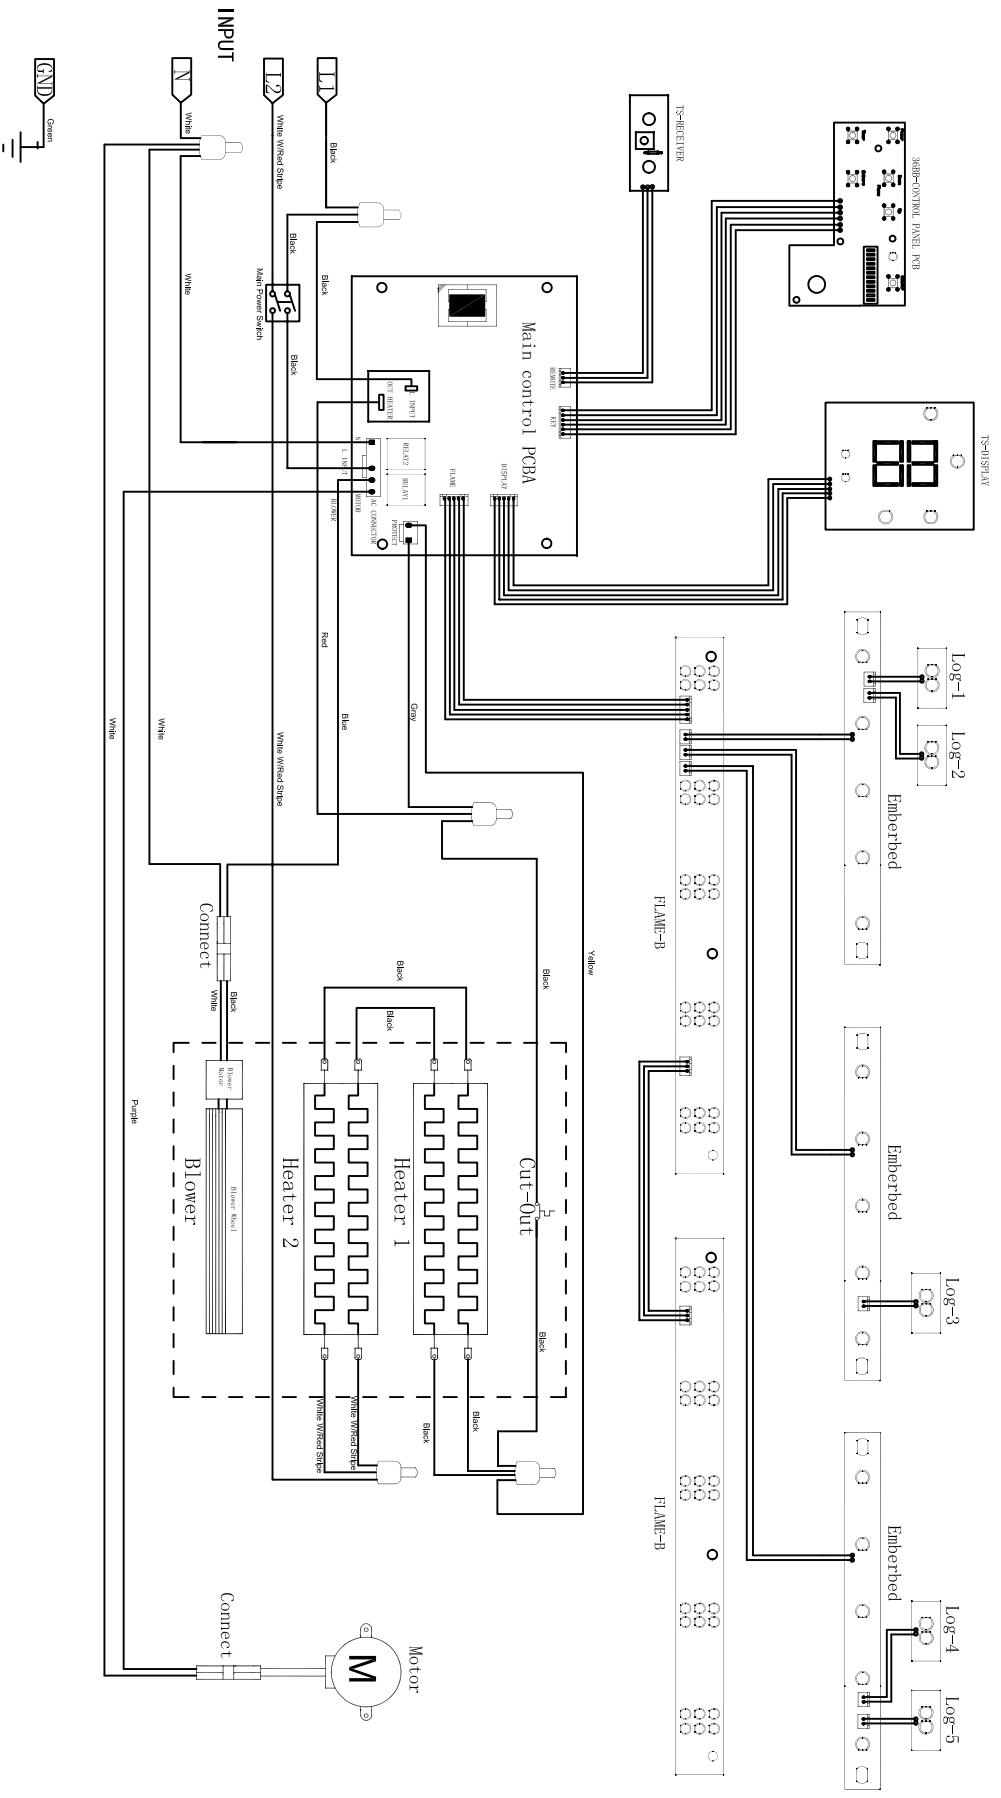 INPUT
GND
N
L2
L1
Green
White
White W/Red Stripe
Black
Black
Black
White
Main Power Switch
Black
TS-RECEIVER
36BB-CONTROL PANEL PCB
TS-DISPLAY
Main control PCBA
REMOTE
KEY
DISPLAY
FLAME
L INPUT
OUT HEATER
RELAY2
RELAY1
N
L INPUT
BLOWER
MOTOR
AC CONNECTOR
PROTECT
Red
Blue
Gray
White W/Red Stripe
White
White
Yellow
Black
Black
Black
Log-1
Log-2
Emberbed
FLAME-B
Emberbed
Log-3
Connect
Black
White
Purple
Blower Motor
Blower Wheel
Blower
Heater 2
Heater 1
Cut-Out
Black
Black
White W/Red Stripe
White W/Red Stripe
FLAME-B
Emberbed
Log-4
Log-5
Connect
Motor
M